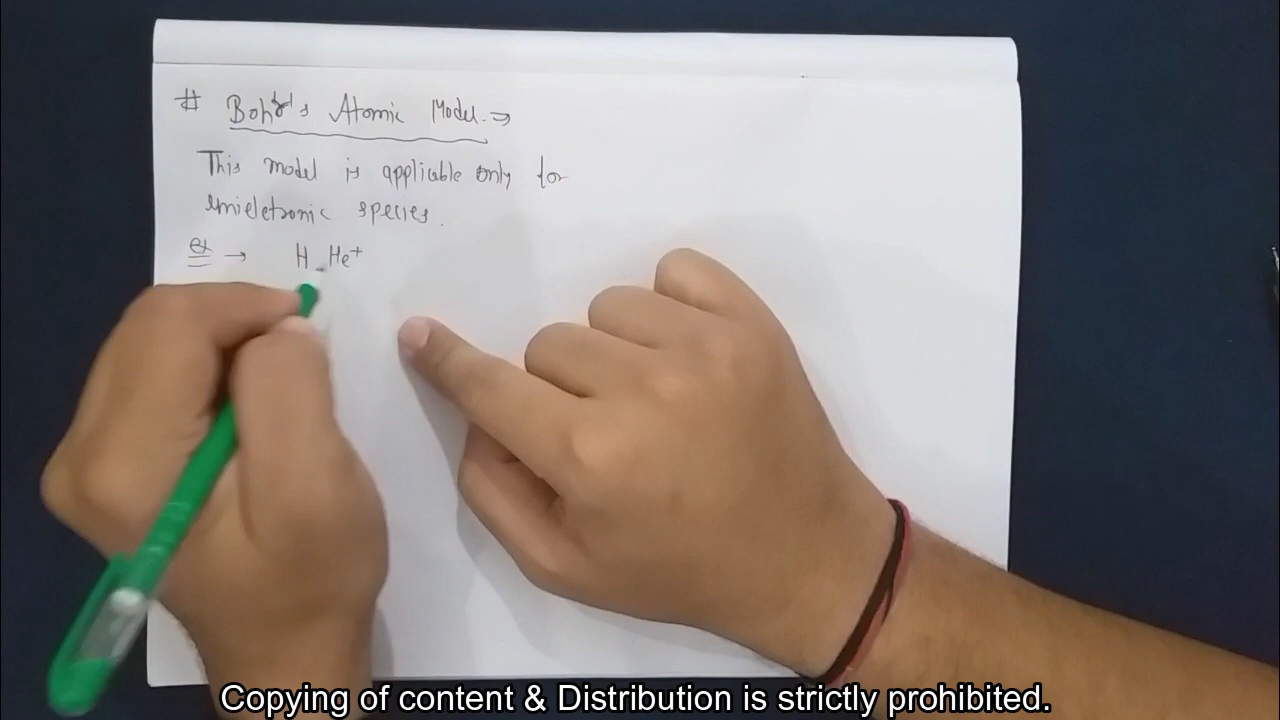 # Bohr's Atomic Model. →
This model is applicable only for
unieletronic species.
ex → H, He+
Copying of content & Distribution is strictly prohibited.